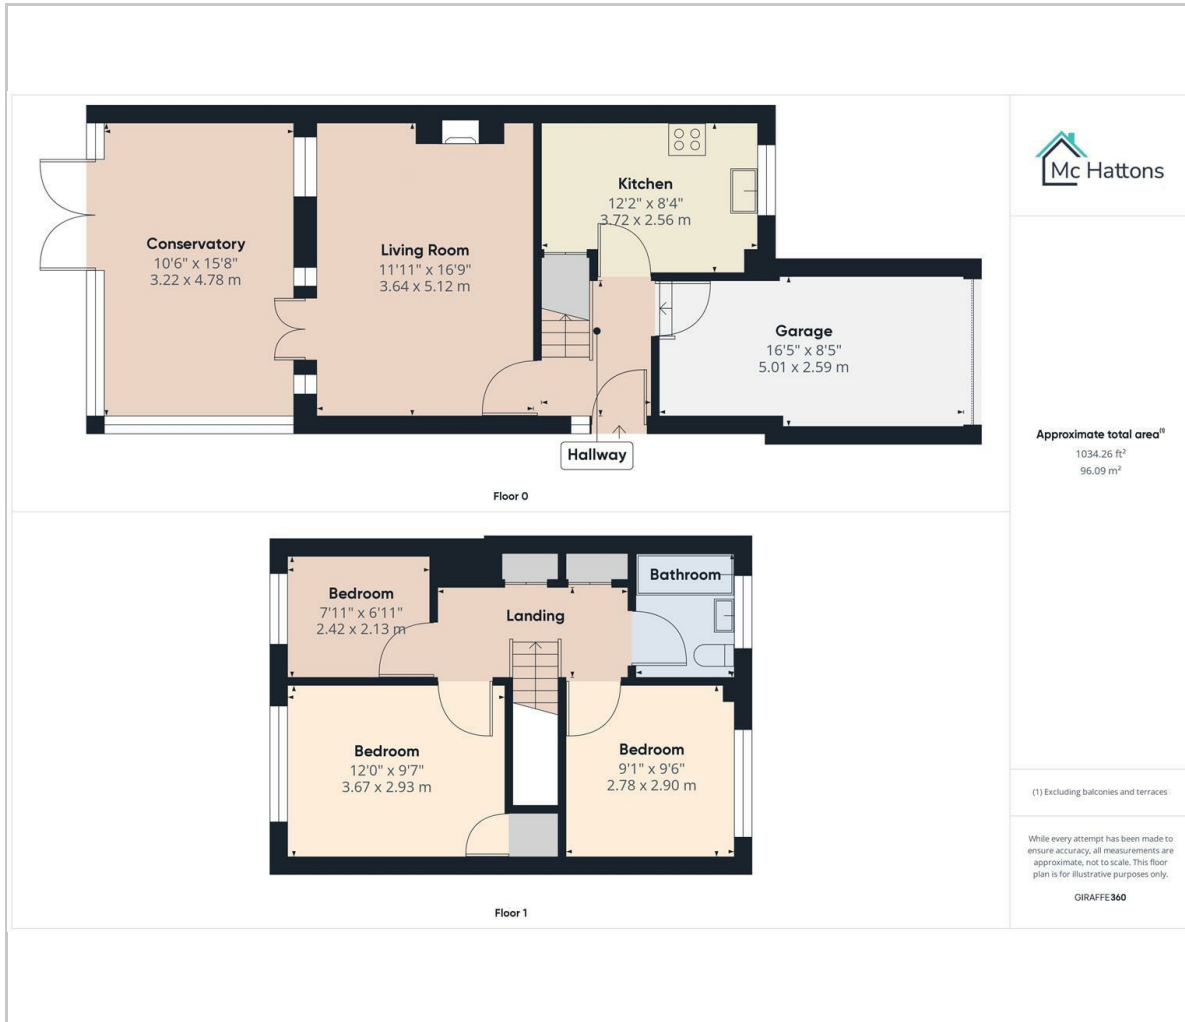 Conservatory
10'6" x 15'8"
3.22 x 4.78 m
Living Room
11'11" x 16'9"
3.64 x 5.12 m
Kitchen
12'2" x 8'4"
3.72 x 2.56 m
Garage
16'5" x 8'5"
5.01 x 2.59 m
Hallway
Floor 0
Bedroom
7'11" x 6'11"
2.42 x 2.13 m
Landing
Bathroom
Bedroom
12'0" x 9'7"
3.67 x 2.93 m
Bedroom
9'1" x 9'6"
2.78 x 2.90 m
Floor 1
Mc Hattons
Approximate total area(1)
1034.26 ft²
96.09 m²
(1) Excluding balconies and terraces
While every attempt has been made to
ensure accuracy, all measurements are
approximate, not to scale. This floor
plan is for illustrative purposes only.
GIRAFFE360